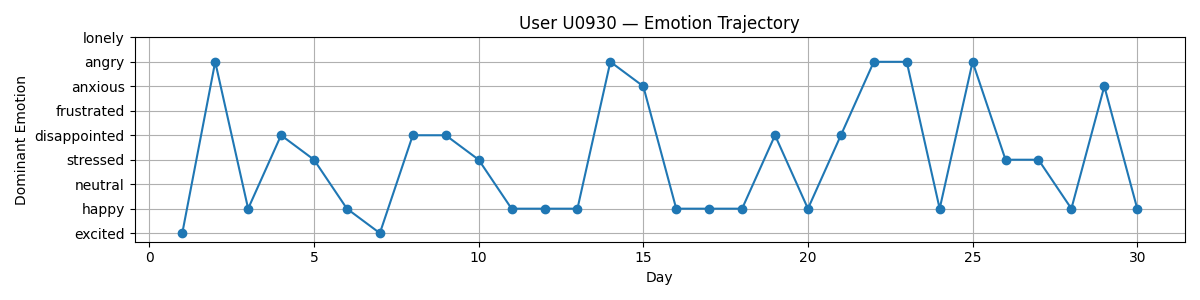 User U0930 — Emotion Trajectory
lonely
angry
anxious
frustrated
disappointed
stressed
neutral
happy
excited
Dominant Emotion
0 5 10 15 20 25 30
Day